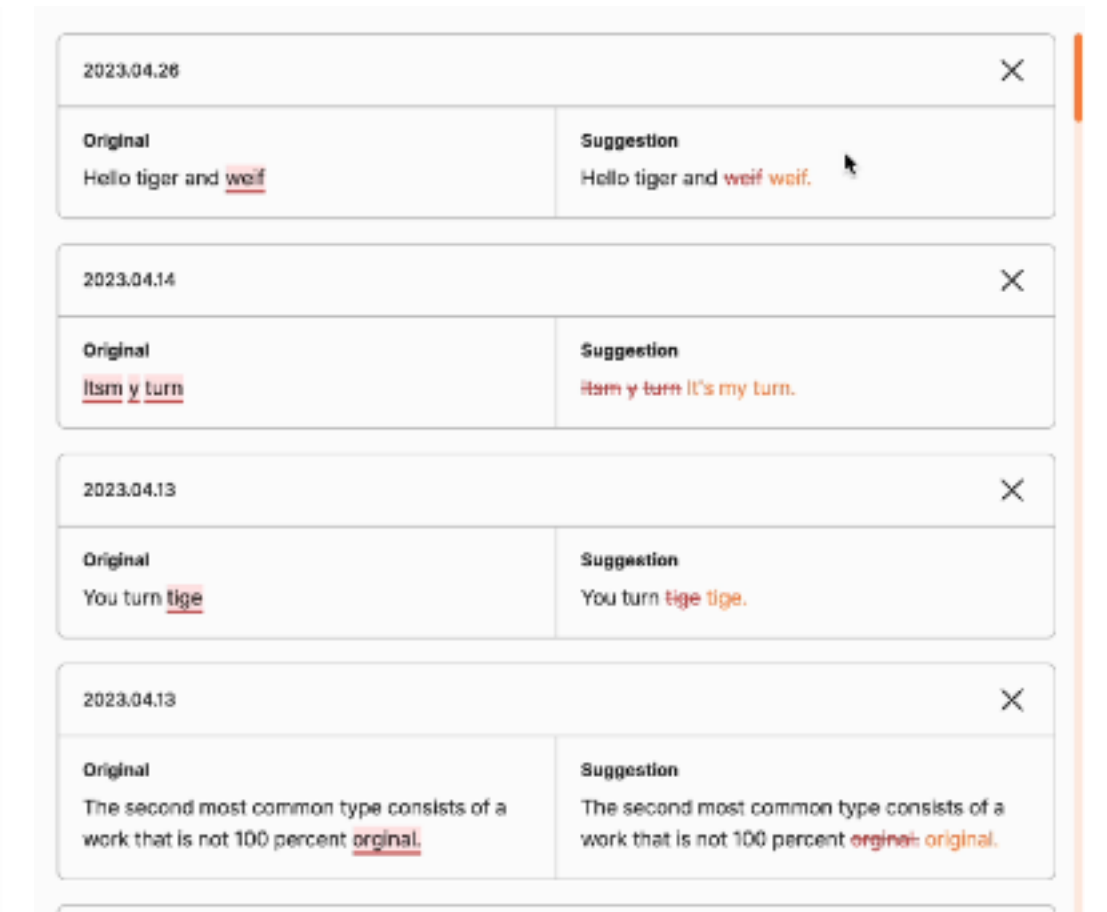 2023.04.26
Original
Hello tiger and weif
Suggestion
Hello tiger and weif weif.
2023.04.14
Original
Itsm y turn
Suggestion
itsm y turn It's my turn.
2023.04.13
Original
You turn tige
Suggestion
You turn tige tige.
2023.04.13
Original
The second most common type consists of a
work that is not 100 percent orginal.
Suggestion
The second most common type consists of a
work that is not 100 percent orginal. original.